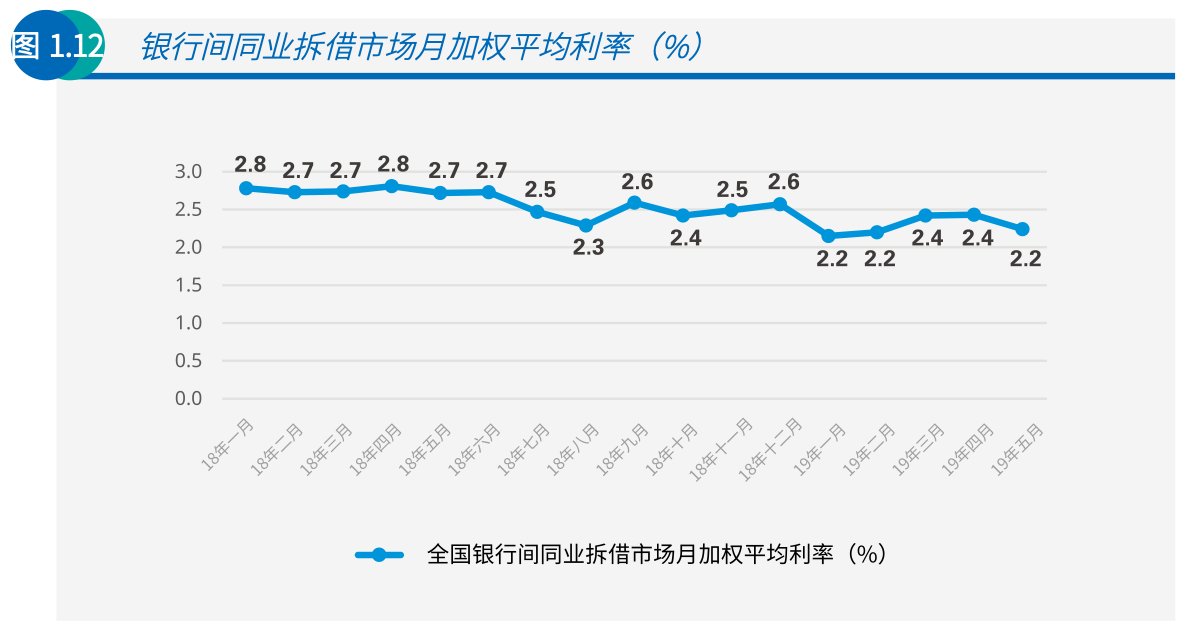 图 1.12
银行间同业拆借市场月加权平均利率（%）
3.0
2.5
2.0
1.5
1.0
0.5
0.0
2.8 2.7 2.7 2.8 2.7 2.7 2.5 2.3 2.6 2.4 2.5 2.6 2.2 2.2 2.4 2.4 2.2
18年一月 18年二月 18年三月 18年四月 18年五月 18年六月 18年七月 18年八月 18年九月 18年十月 18年十一月 18年十二月 19年一月 19年二月 19年三月 19年四月 19年五月
全国银行间同业拆借市场月加权平均利率（%）